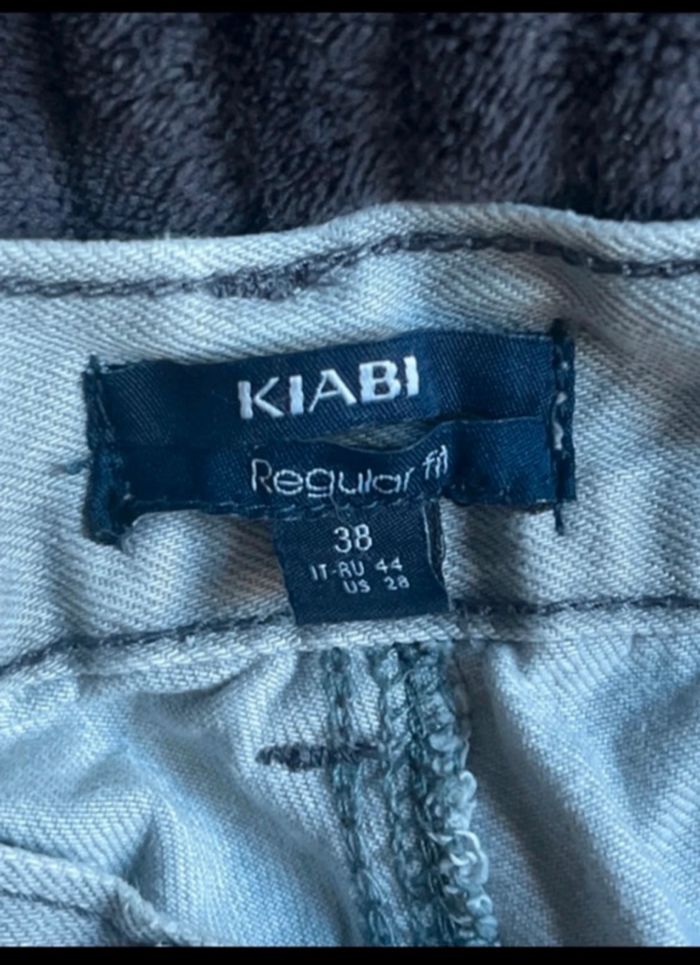 KIABI
Regular fit
38
IT-RU 44
US 28